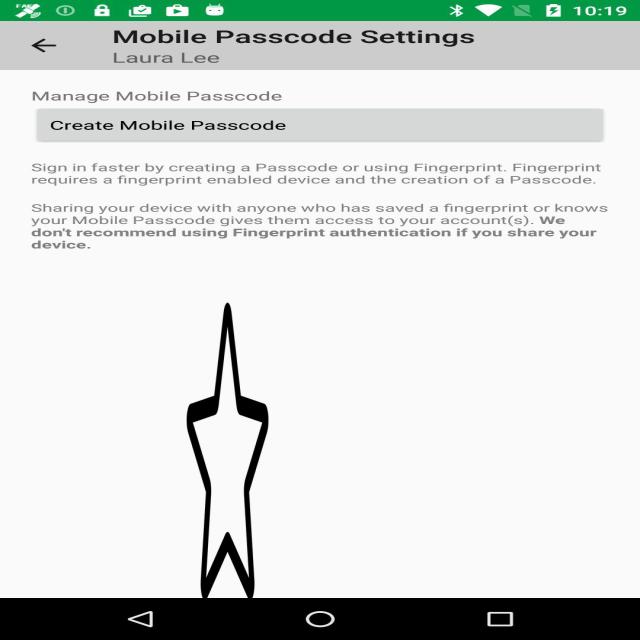 10:19
Mobile Passcode Settings
Laura Lee
Manage Mobile Passcode
Create Mobile Passcode
Sign in faster by creating a Passcode or using Fingerprint. Fingerprint
requires a fingerprint enabled device and the creation of a Passcode.
Sharing your device with anyone who has saved a fingerprint or knows
your Mobile Passcode gives them access to your account(s). We
don't recommend using Fingerprint authentication if you share your
device.